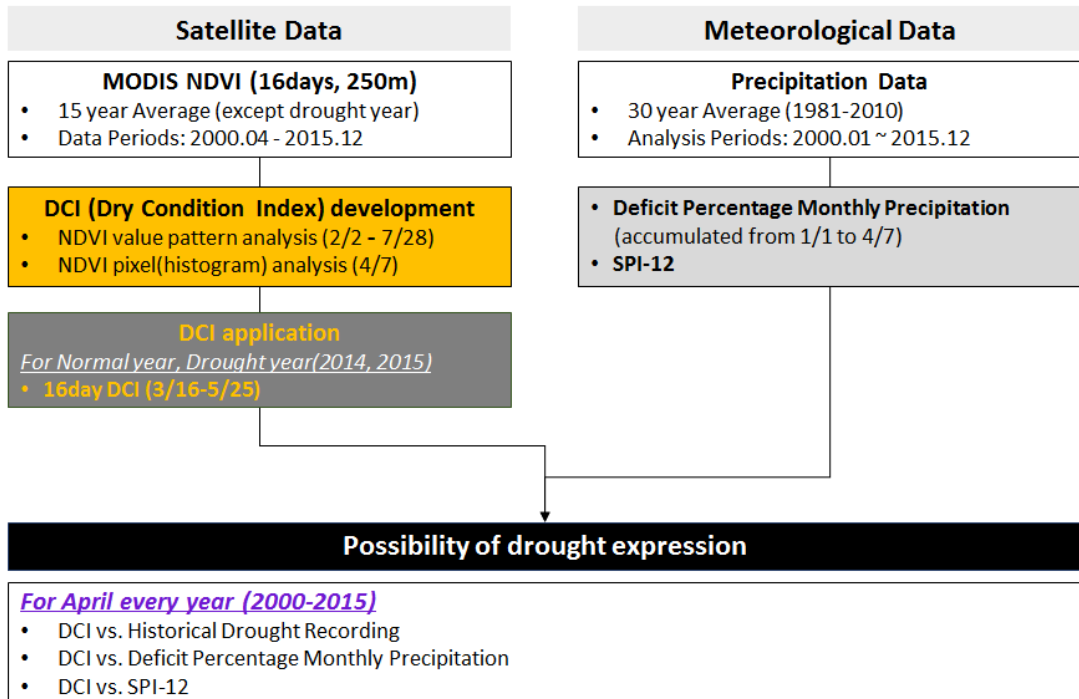 Satellite Data
MODIS NDVI (16days, 250m)
• 15 year Average (except drought year)
• Data Periods: 2000.04 - 2015.12
DCI (Dry Condition Index) development
• NDVI value pattern analysis (2/2 - 7/28)
• NDVI pixel(histogram) analysis (4/7)
DCI application
For Normal year, Drought year(2014, 2015)
• 16day DCI (3/16-5/25)
Meteorological Data
Precipitation Data
• 30 year Average (1981-2010)
• Analysis Periods: 2000.01 ~ 2015.12
• Deficit Percentage Monthly Precipitation
(accumulated from 1/1 to 4/7)
• SPI-12
Possibility of drought expression
For April every year (2000-2015)
• DCI vs. Historical Drought Recording
• DCI vs. Deficit Percentage Monthly Precipitation
• DCI vs. SPI-12